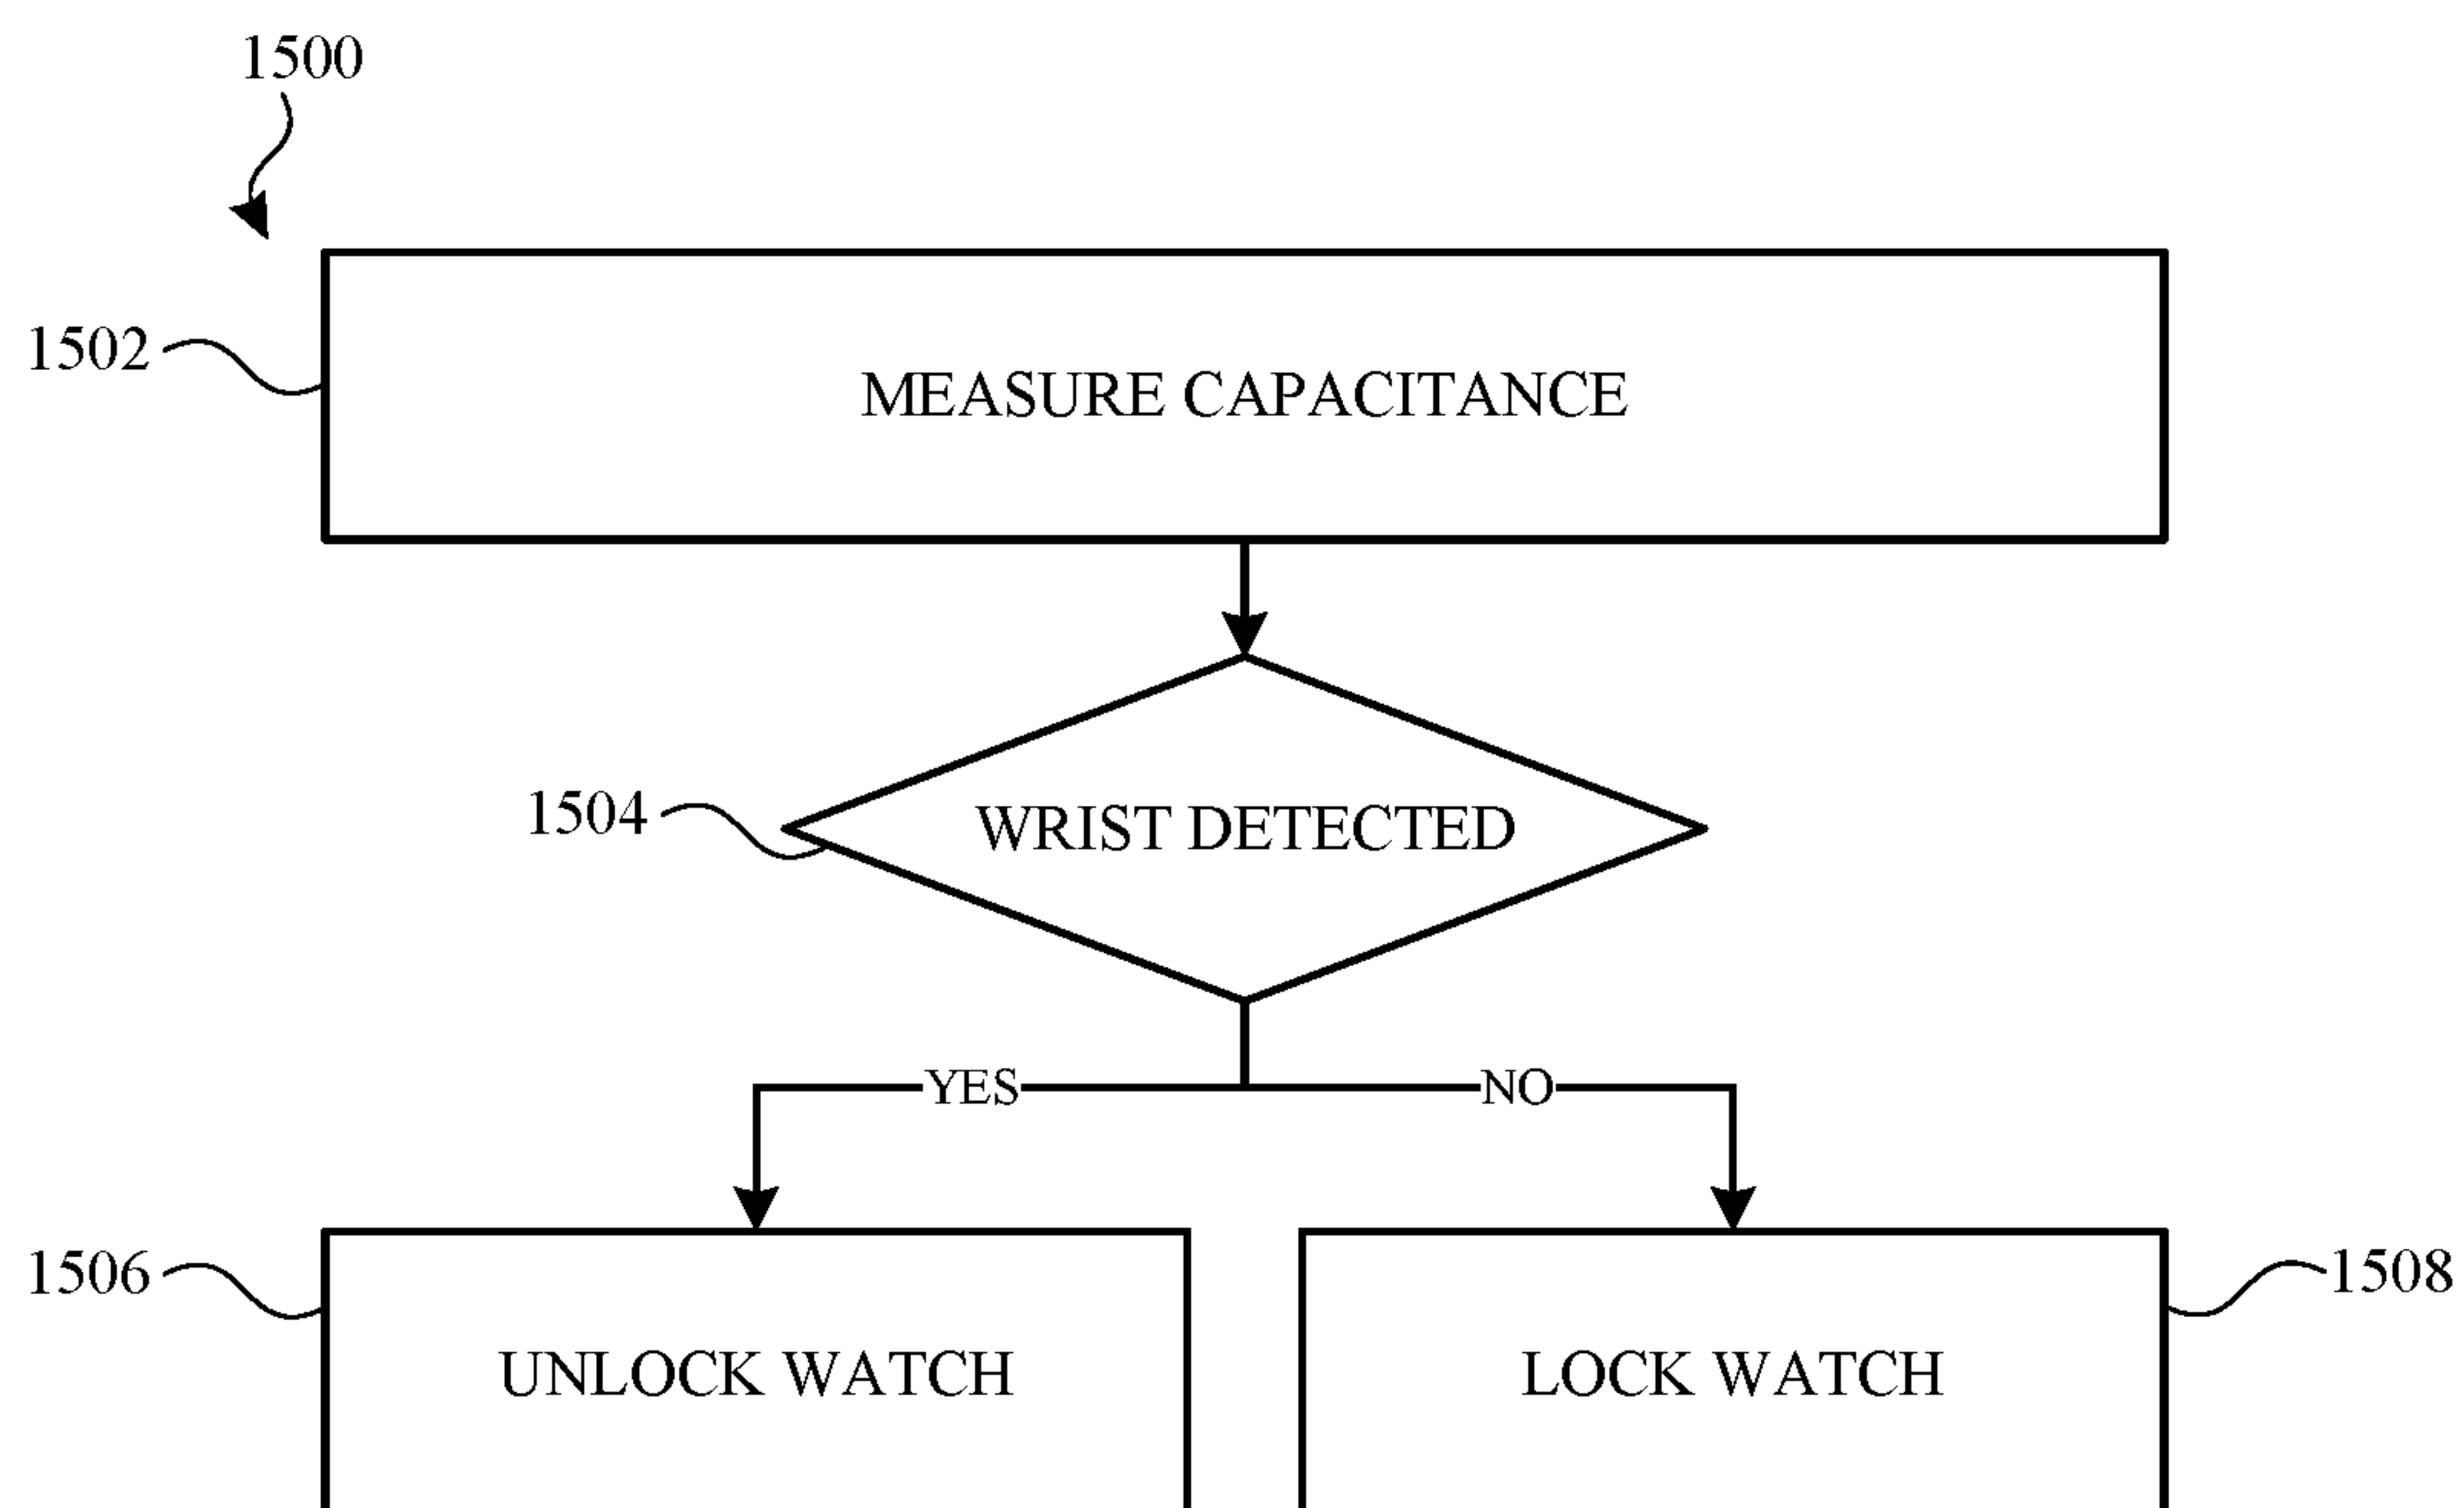 1500
1502
MEASURE CAPACITANCE
1504
WRIST DETECTED
YES
NO
1506
1508
UNLOCK WATCH
LOCK WATCH